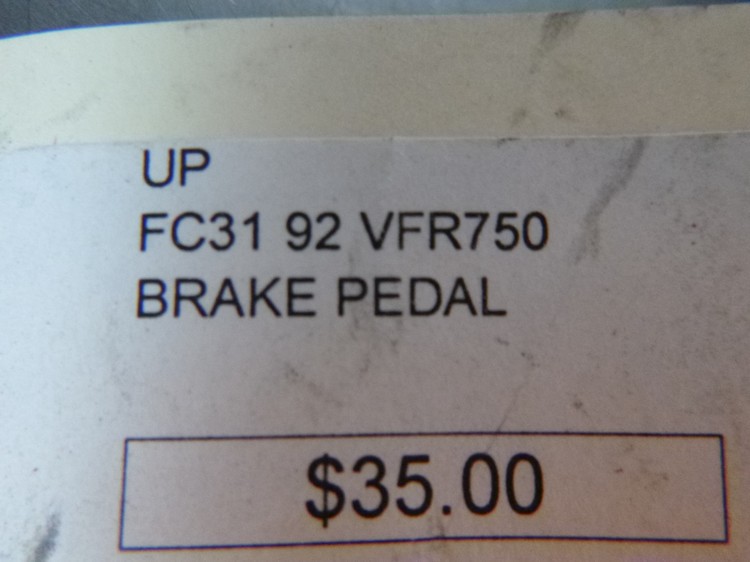 UP
FC31 92 VFR750
BRAKE PEDAL
$35.00